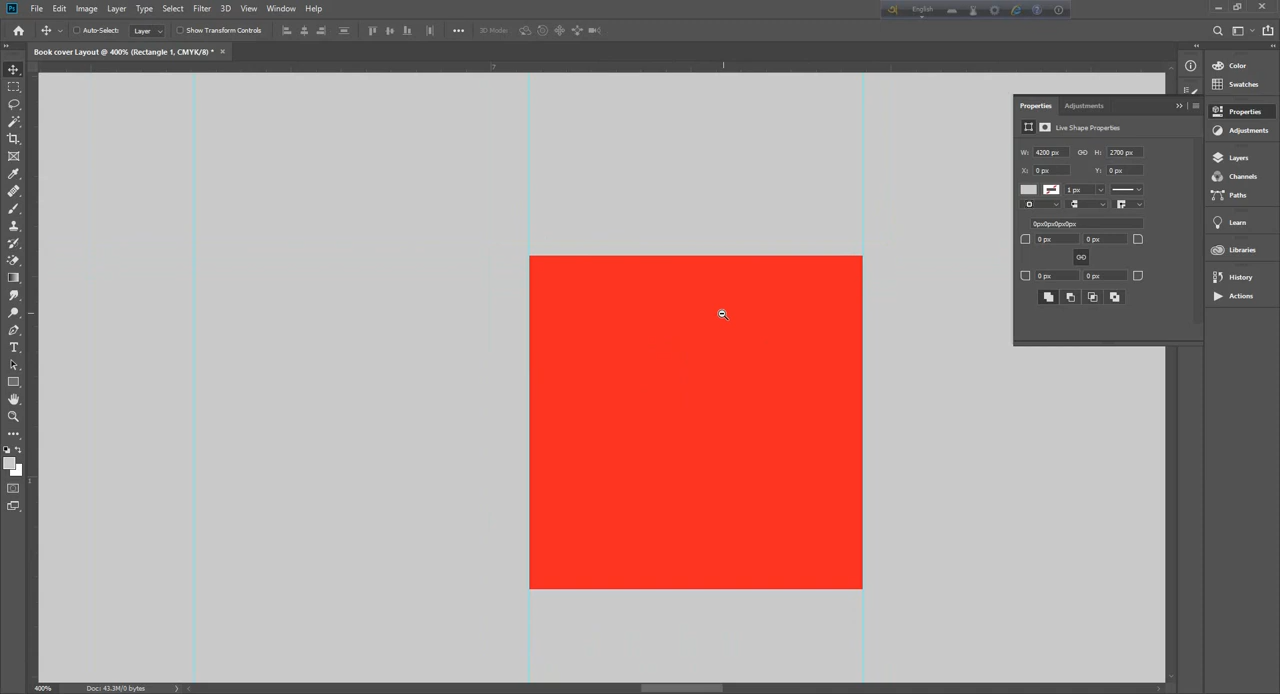 Ps File Edit Image Layer Type Select Filter 3D View Window Help
English
Auto-Select: Layer Show Transform Controls 3D Mode:
Book cover Layout @ 400% (Rectangle 1, CMYK/8) * ×
Color
Swatches
Properties
Adjustments
Layers
Channels
Paths
Learn
Libraries
History
Actions
Properties Adjustments
Live Shape Properties
W: 4200 px H: 2700 px
X: 0 px Y: 0 px
1 px
0px0px0px0px
0 px 0 px
0 px 0 px
400% Doc: 43.3M/0 bytes